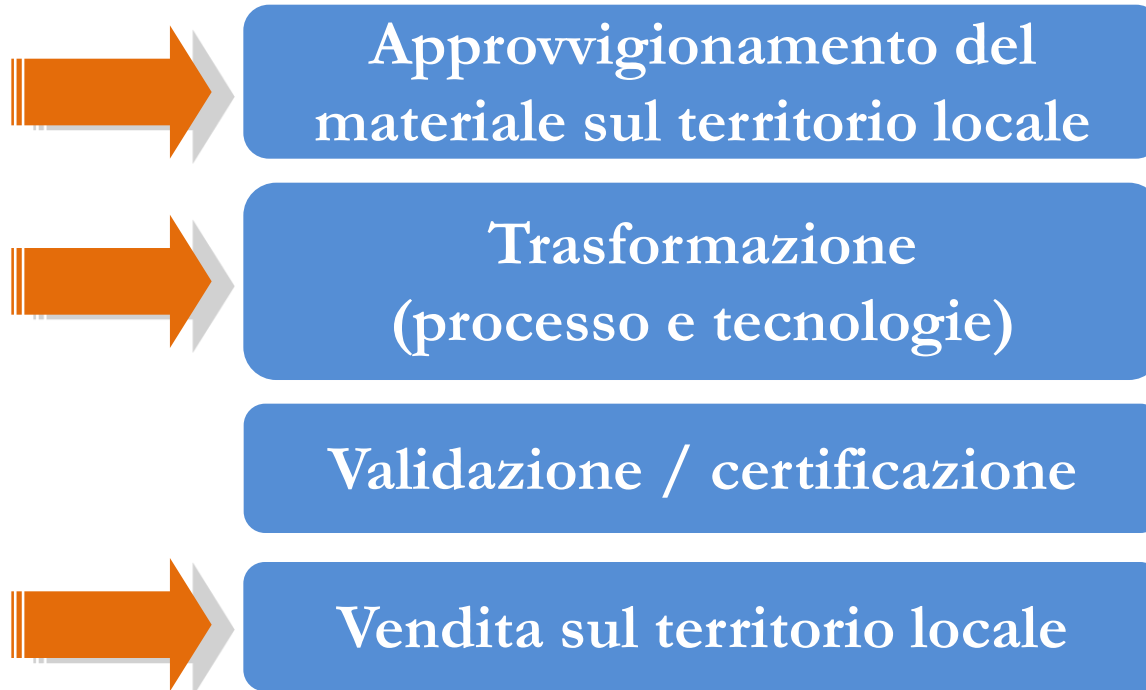 Approvvigionamento del
materiale sul territorio locale
Trasformazione
(processo e tecnologie)
Validazione / certificazione
Vendita sul territorio locale